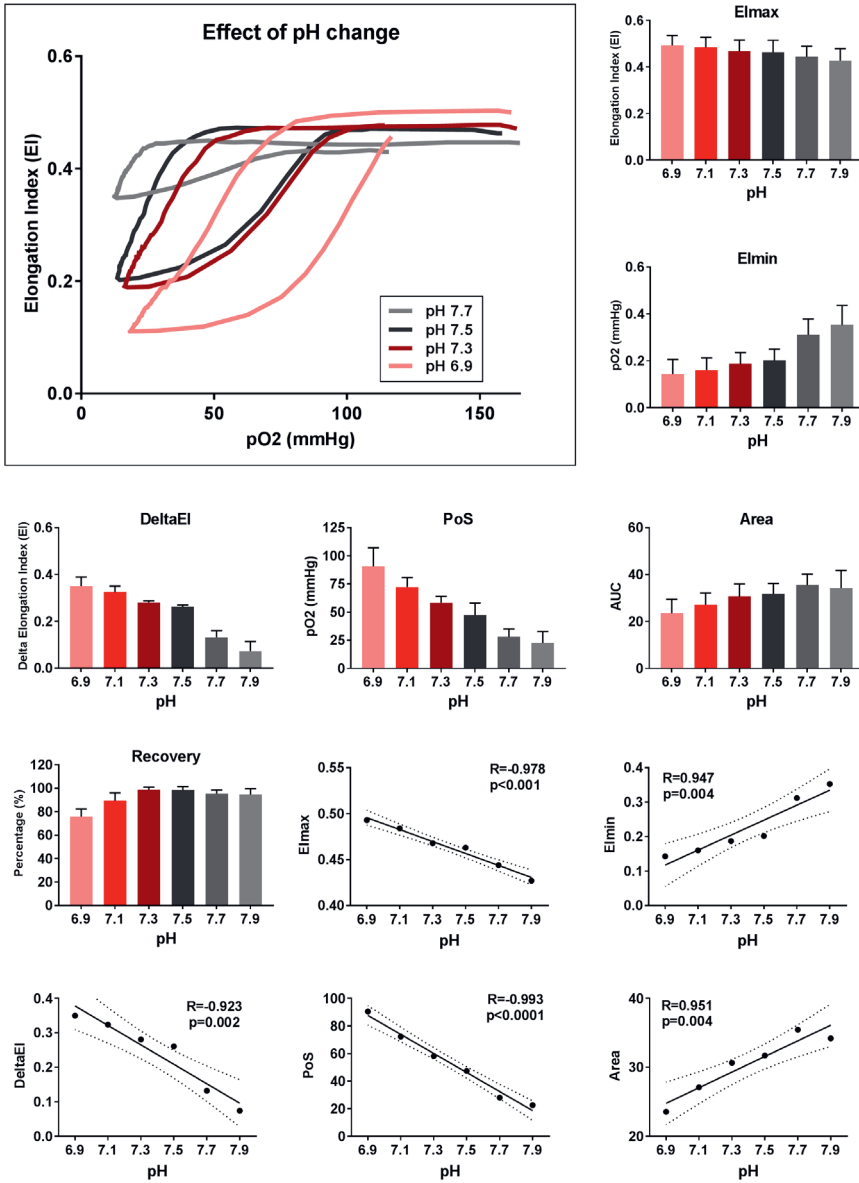 Effect of pH change
Elongation Index (EI)
0.6
0.4
0.2
0.0
0
50
100
150
pO2 (mmHg)
pH 7.7
pH 7.5
pH 7.3
pH 6.9
EImax
Elongation Index (EI)
0.6
0.4
0.2
0.0
6.9 7.1 7.3 7.5 7.7 7.9
pH
EImin
pO2 (mmHg)
0.6
0.4
0.2
0.0
6.9 7.1 7.3 7.5 7.7 7.9
pH
DeltaEI
Delta Elongation Index (EI)
0.6
0.4
0.2
0.0
6.9 7.1 7.3 7.5 7.7 7.9
pH
PoS
pO2 (mmHg)
125
100
75
50
25
0
6.9 7.1 7.3 7.5 7.7 7.9
pH
Area
AUC
60
40
20
0
6.9 7.1 7.3 7.5 7.7 7.9
pH
Recovery
Percentage (%)
120
100
80
60
40
20
0
6.9 7.1 7.3 7.5 7.7 7.9
pH
EImax
0.55
0.50
0.45
0.40
R=-0.978
p<0.001
6.9 7.1 7.3 7.5 7.7 7.9
pH
EImin
0.4
0.3
0.2
0.1
0.0
R=0.947
p=0.004
6.9 7.1 7.3 7.5 7.7 7.9
pH
DeltaEI
0.4
0.3
0.2
0.1
0.0
R=-0.923
p=0.002
6.9 7.1 7.3 7.5 7.7 7.9
pH
PoS
100
80
60
40
20
0
R=-0.993
p<0.0001
6.9 7.1 7.3 7.5 7.7 7.9
pH
Area
40
30
20
R=0.951
p=0.004
6.9 7.1 7.3 7.5 7.7 7.9
pH